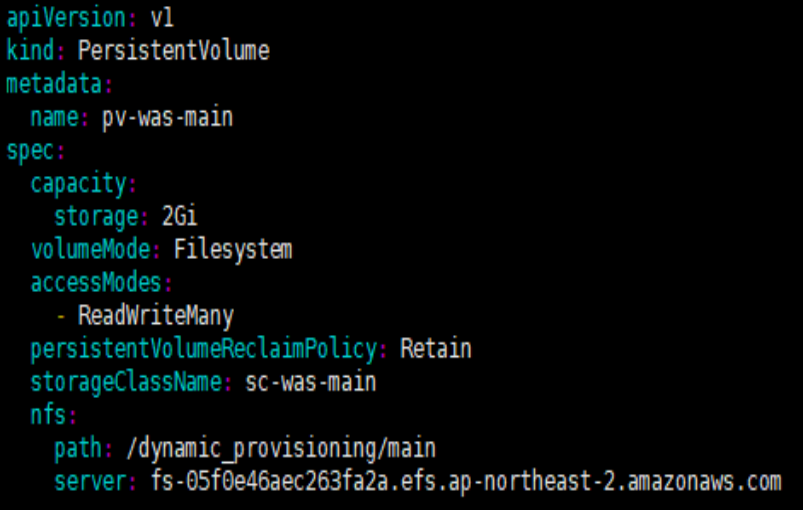 apiVersion: v1
kind: PersistentVolume
metadata:
  name: pv-was-main
spec:
  capacity:
    storage: 2Gi
  volumeMode: Filesystem
  accessModes:
    - ReadWriteMany
  persistentVolumeReclaimPolicy: Retain
  storageClassName: sc-was-main
  nfs:
    path: /dynamic_provisioning/main
    server: fs-05f0e46aec263fa2a.efs.ap-northeast-2.amazonaws.com